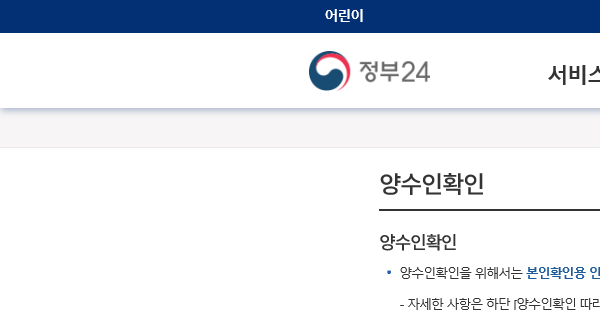 어린이
정부24
서비스
양수인확인
양수인확인
• 양수인확인을 위해서는 본인확인용 인
- 자세한 사항은 하단 「양수인확인 따라